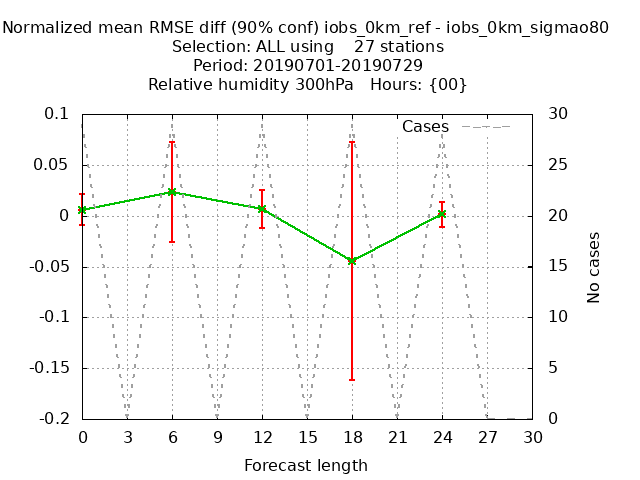 Normalized mean RMSE diff (90% conf) iobs_0km_ref - iobs_0km_sigmao80
Selection: ALL using    27 stations
Period: 20190701-20190729
Relative humidity 300hPa   Hours: {00}
0.1
0.05
0
-0.05
-0.1
-0.15
-0.2
Cases
30
25
20
15
10
5
0
No cases
0 3 6 9 12 15 18 21 24 27 30
Forecast length